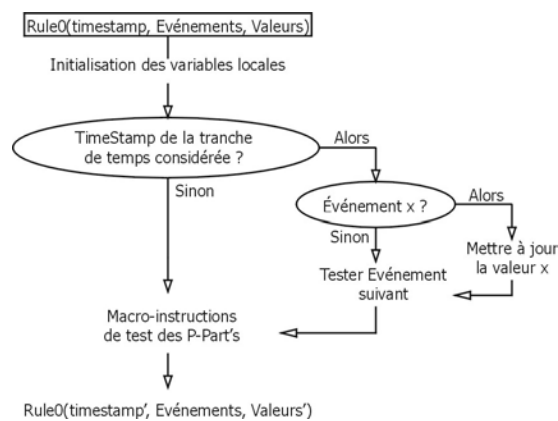 Rule0(timestamp, Evénements, Valeurs)
Initialisation des variables locales
TimeStamp de la tranche
de temps considérée ?
Alors
Sinon
Événement x ?
Alors
Sinon
Mettre à jour
la valeur x
Tester Evénement
suivant
Macro-instructions
de test des P-Part's
Rule0(timestamp', Evénements, Valeurs')